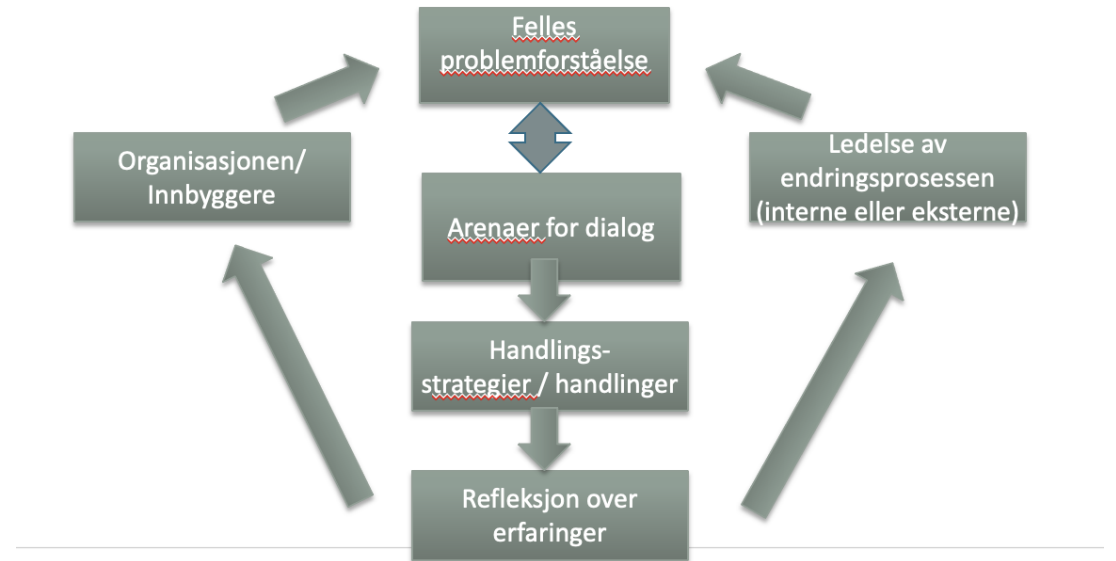 Felles
problemforståelse
Organisasjonen/
Innbyggere
Ledelse av
endringsprosessen
(interne eller eksterne)
Arenaer for dialog
Handlings-
strategier / handlinger
Refleksjon over
erfaringer